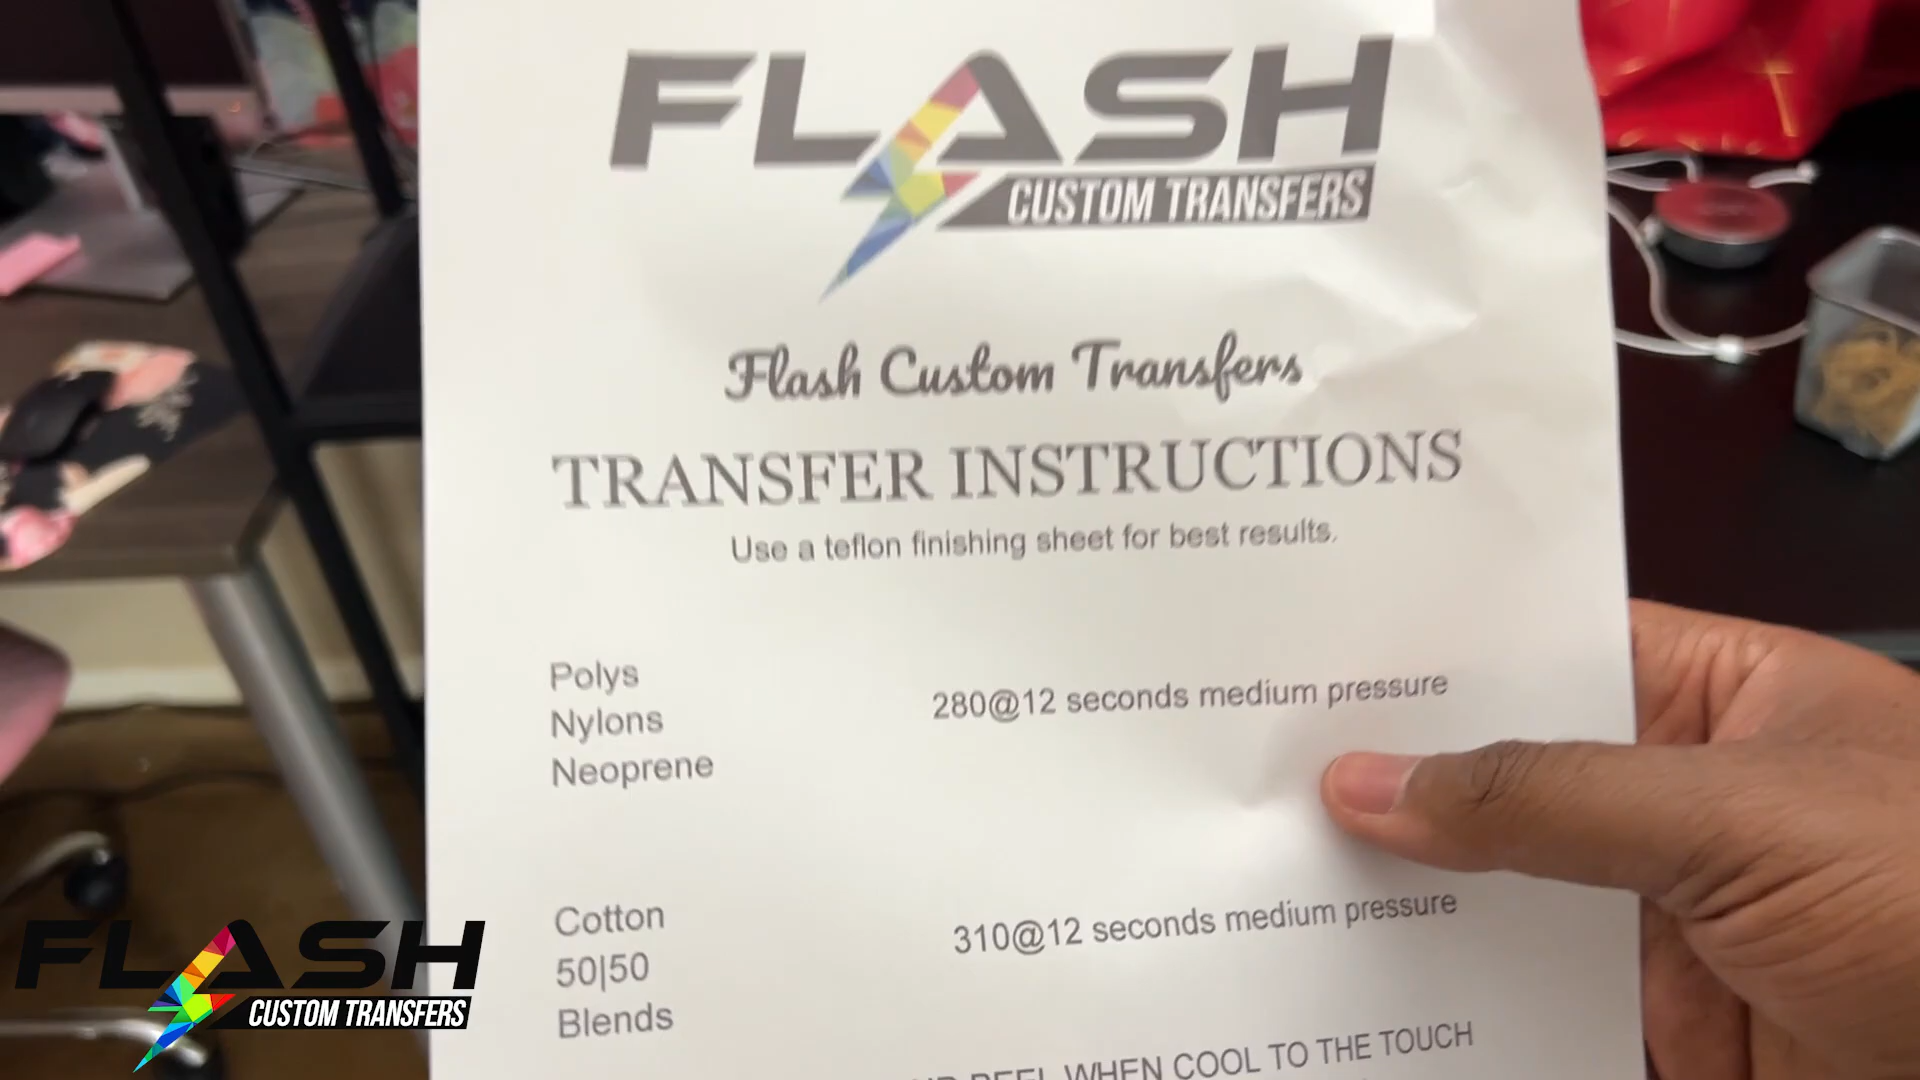 FLASH
CUSTOM TRANSFERS
Flash Custom Transfers
TRANSFER INSTRUCTIONS
Use a teflon finishing sheet for best results.
Polys
Nylons
Neoprene
280@12 seconds medium pressure
Cotton
50|50
Blends
310@12 seconds medium pressure
PEEL WHEN COOL TO THE TOUCH
FLASH
CUSTOM TRANSFERS